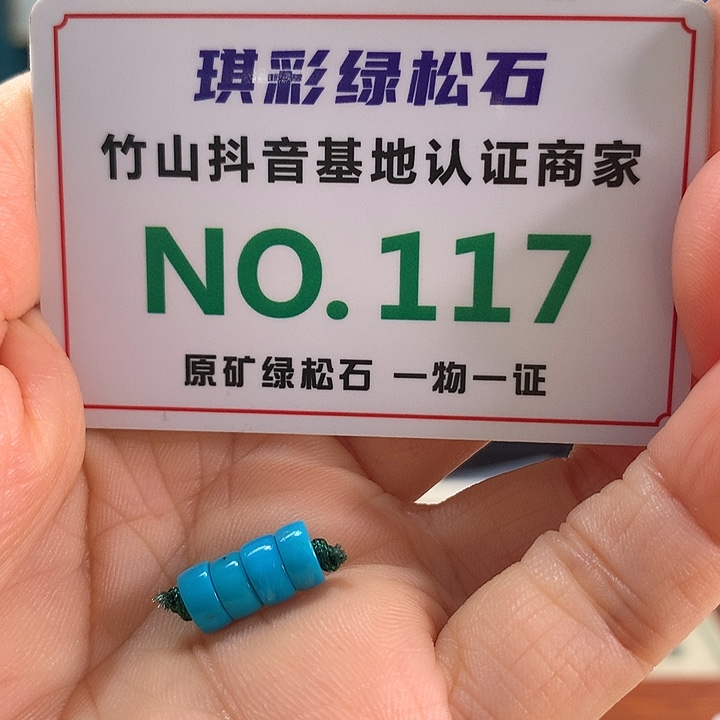 琪彩绿松石
竹山抖音基地认证商家
NO.117
原矿绿松石 一物一证